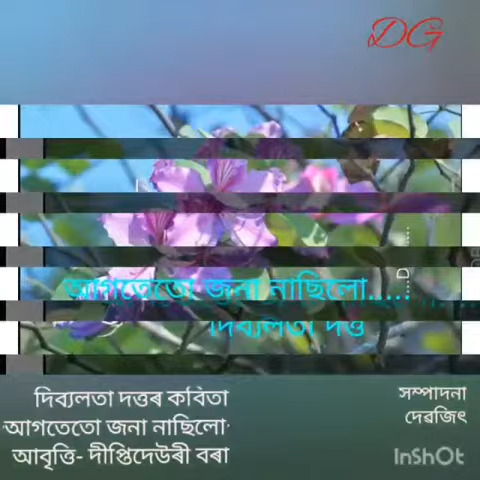 DG
আগতেতো জনা নাছিলো.....!
দিব্যলতা দত্ত
দিব্যলতা দত্তৰ কবিতা
'আগতেতো জনা নাছিলো'
আবৃত্তি- দীপ্তিদেউৰী বৰা
সম্পাদনা
দেৱজিৎ
InShOt